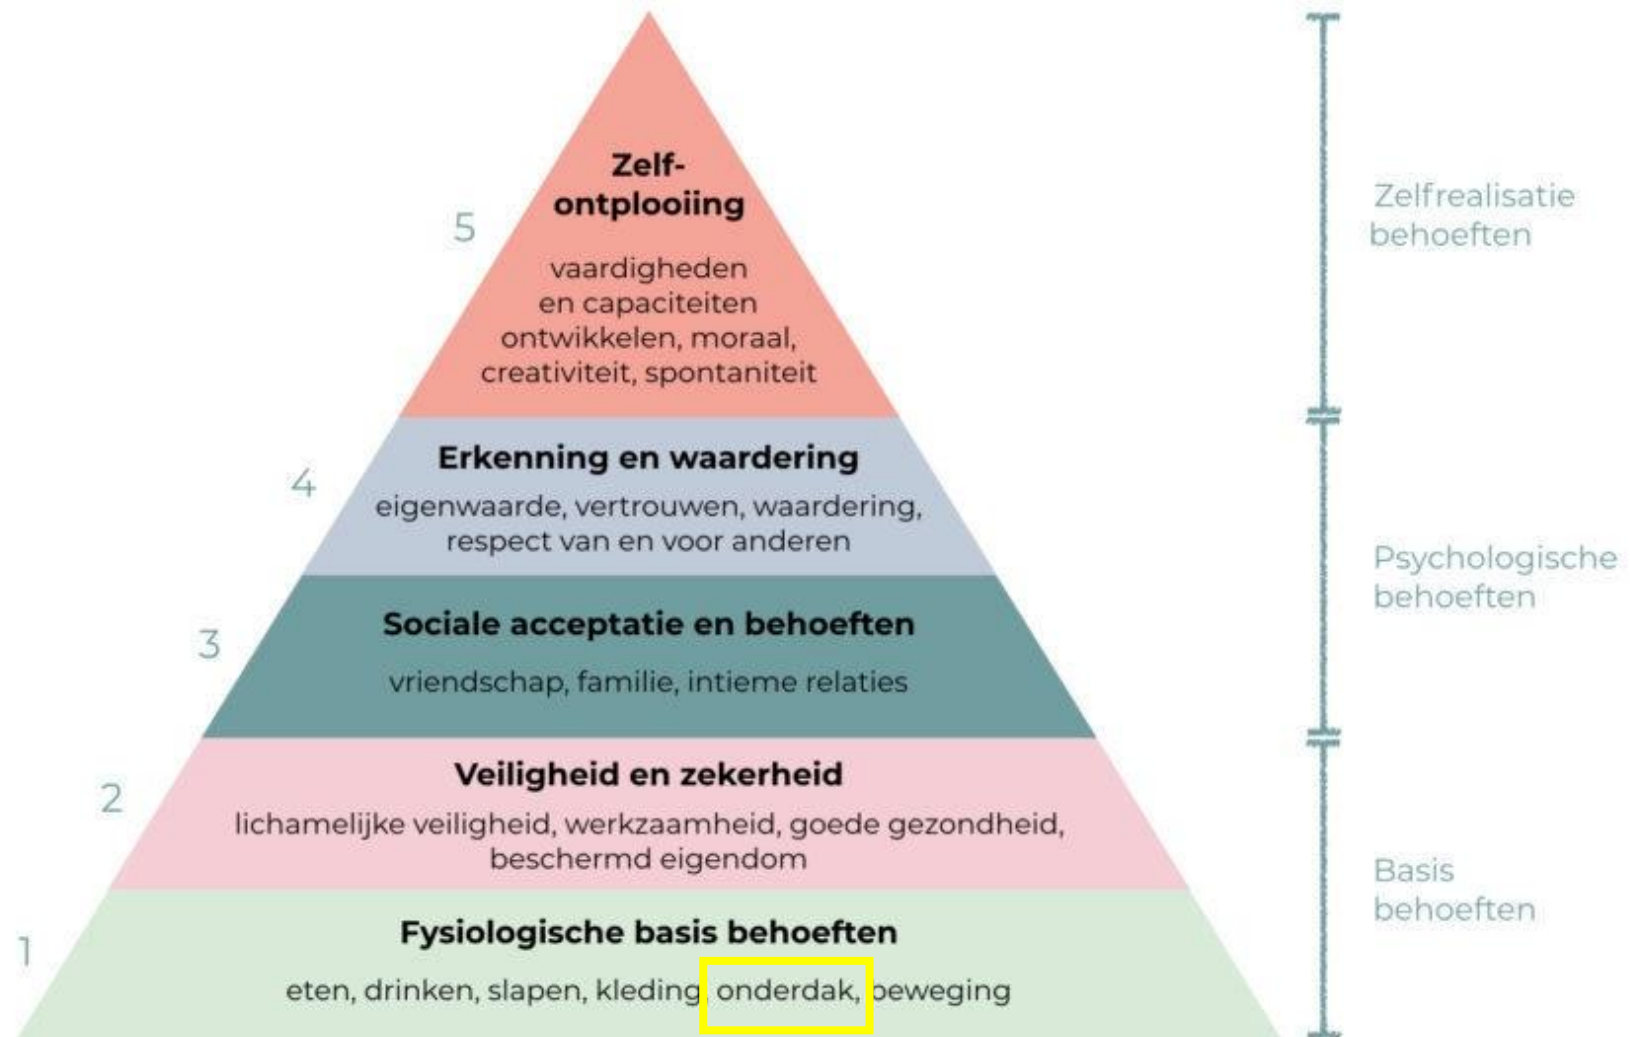 Zelf-
ontplooiing
5
vaardigheden
en capaciteiten
ontwikkelen, moraal,
creativiteit, spontaniteit
Zelfrealisatie
behoeften
Erkenning en waardering
4
eigenwaarde, vertrouwen, waardering,
respect van en voor anderen
Psychologische
behoeften
Sociale acceptatie en behoeften
3
vriendschap, familie, intieme relaties
Veiligheid en zekerheid
2
lichamelijke veiligheid, werkzaamheid, goede gezondheid,
beschermd eigendom
Basis
behoeften
Fysiologische basis behoeften
1
eten, drinken, slapen, kleding, onderdak, beweging